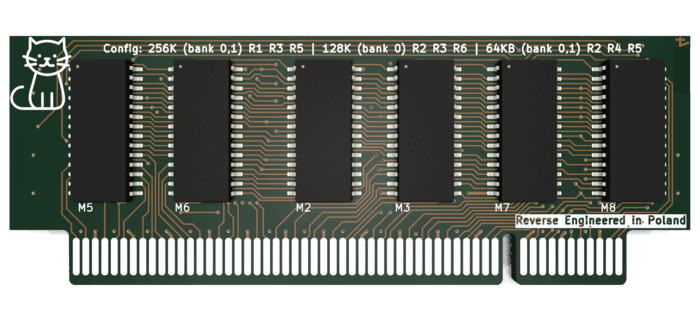 Config: 256K (bank 0,1) R1 R3 R5 | 128K (bank 0) R2 R3 R6 | 64KB (bank 0,1) R2 R4 R5
M5 M6 M2 M3 M7 M8
Reverse Engineered in Poland